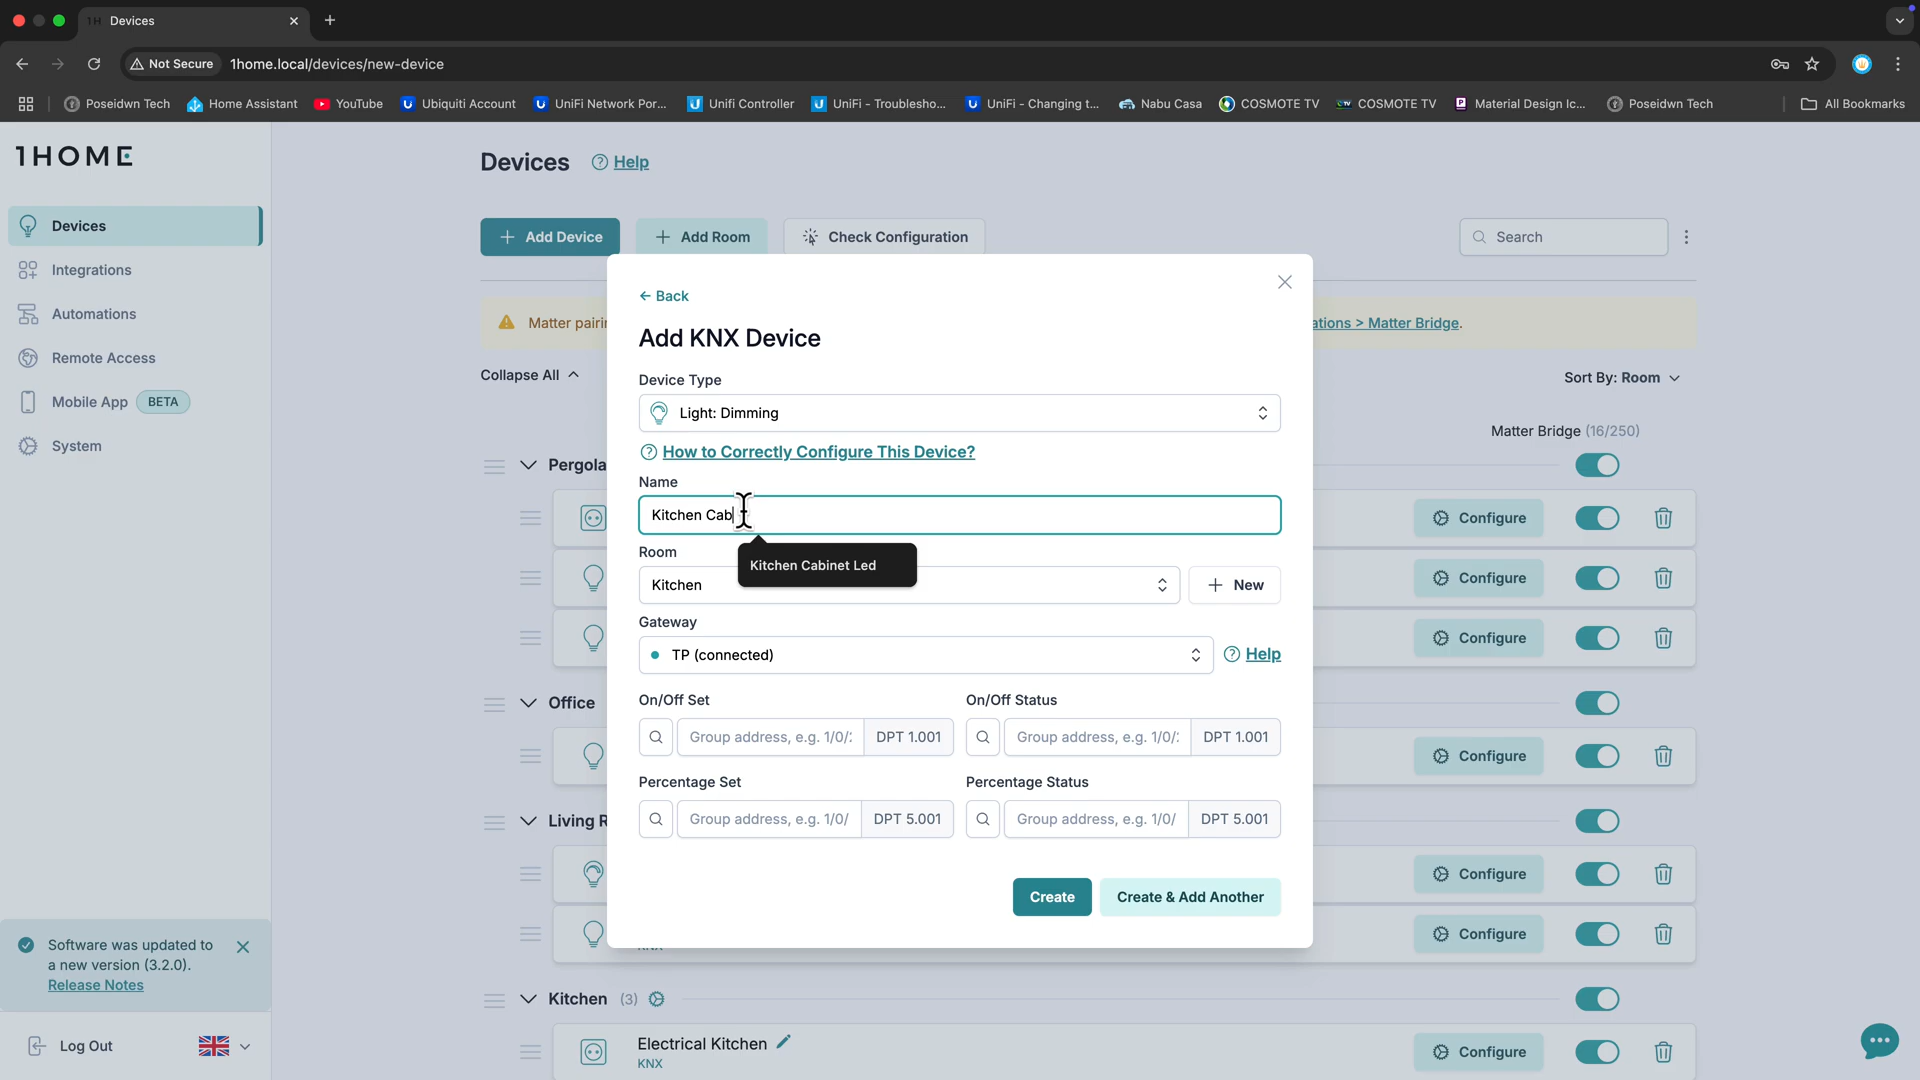 1H Devices
Not Secure 1home.local/devices/new-device
Poseidwn Tech Home Assistant YouTube Ubiquiti Account UniFi Network Por... Unifi Controller UniFi - Troublesho... UniFi - Changing t... Nabu Casa COSMOTE TV COSMOTE TV Material Design Ic... Poseidwn Tech All Bookmarks
1HOME
Devices Help
Devices
Add Device Add Room Check Configuration Search
Integrations
Automations
Remote Access
Mobile App BETA
System
Matter pairi
ations > Matter Bridge.
Collapse All
Sort By: Room
Matter Bridge (16/250)
← Back
Add KNX Device
Device Type
Light: Dimming
How to Correctly Configure This Device?
Name
Kitchen Cab
Kitchen Cabinet Led
Room
Kitchen
New
Gateway
TP (connected)
Help
On/Off Set On/Off Status
Group address, e.g. 1/0/ DPT 1.001 Group address, e.g. 1/0/ DPT 1.001
Percentage Set Percentage Status
Group address, e.g. 1/0/ DPT 5.001 Group address, e.g. 1/0/ DPT 5.001
Create Create & Add Another
Pergola
Configure
Configure
Configure
Office
Configure
Living R
Configure
Configure
Kitchen (3)
Electrical Kitchen
KNX
Configure
Software was updated to
a new version (3.2.0).
Release Notes
Log Out